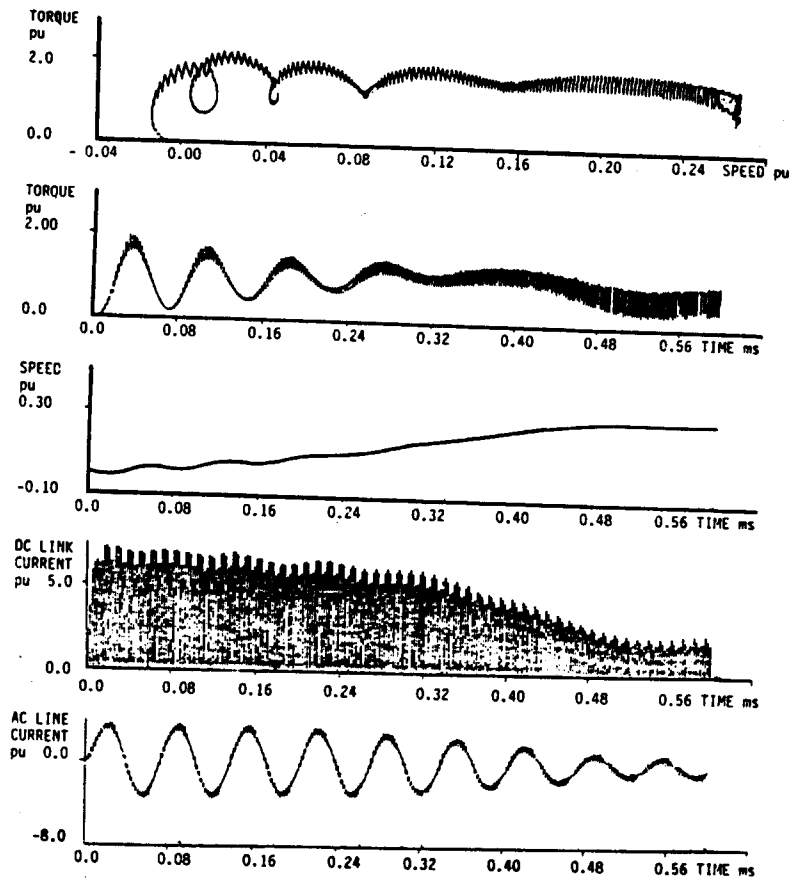 TORQUE
pu
2.0
0.0
- 0.04 0.00 0.04 0.08 0.12 0.16 0.20 0.24 SPEED pu
TORQUE
pu
2.00
0.0
0.0 0.08 0.16 0.24 0.32 0.40 0.48 0.56 TIME ms
SPEED
pu
0.30
-0.10
0.0 0.08 0.16 0.24 0.32 0.40 0.48 0.56 TIME ms
DC LINK
CURRENT
pu 5.0
0.0
0.0 0.08 0.16 0.24 0.32 0.40 0.48 0.56 TIME ms
AC LINE
CURRENT
pu 0.0
-8.0
0.0 0.08 0.16 0.24 0.32 0.40 0.48 0.56 TIME ms